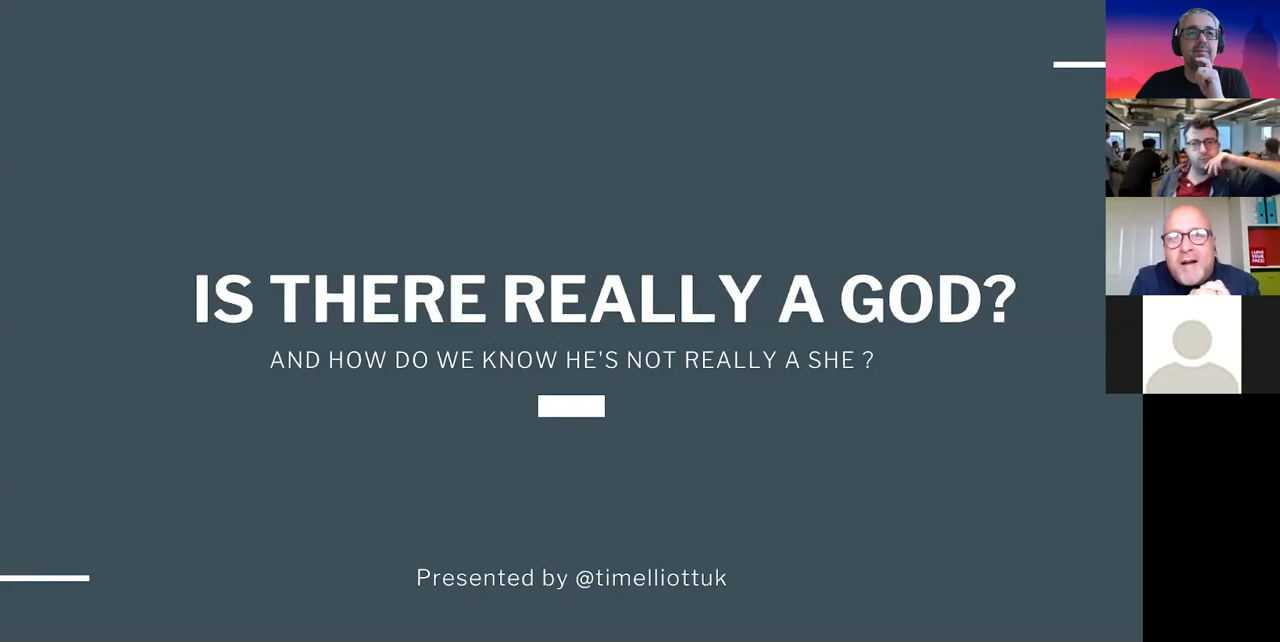 IS THERE REALLY A GOD?
AND HOW DO WE KNOW HE'S NOT REALLY A SHE ?
Presented by @timelliottuk